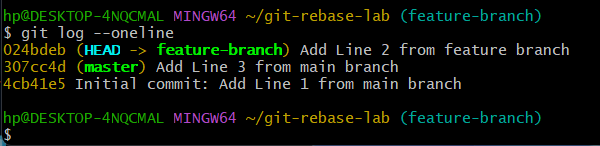 hp@DESKTOP-4NQCMAL MINGW64 ~/git-rebase-lab (feature-branch)
$ git log --oneline
024bdeb (HEAD -> feature-branch) Add Line 2 from feature branch
307cc4d (master) Add Line 3 from main branch
4cb41e5 Initial commit: Add Line 1 from main branch
hp@DESKTOP-4NQCMAL MINGW64 ~/git-rebase-lab (feature-branch)
$